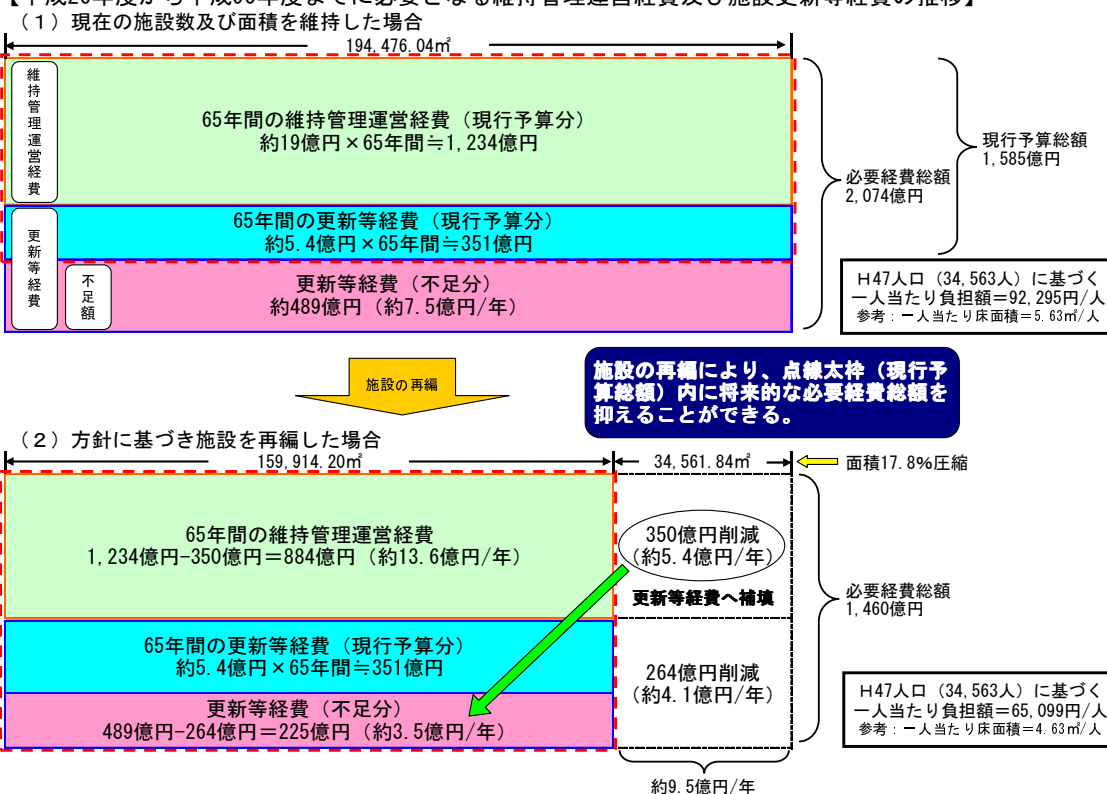 (1)現在の施設数及び面積を維持した場合
194,476.04㎡
維持管理運営経費
65年間の維持管理運営経費(現行予算分)
約19億円×65年間≒1,234億円
更新等経費
65年間の更新等経費(現行予算分)
約5.4億円×65年間≒351億円
不足額
更新等経費(不足分)
約489億円(約7.5億円/年)
必要経費総額
2,074億円
現行予算総額
1,585億円
H47人口(34,563人)に基づく
一人当たり負担額=92,295円/人
参考:一人当たり床面積=5.63㎡/人
施設の再編
施設の再編により、点線太枠(現行予
算総額)内に将来的な必要経費総額を
抑えることができる。
(2)方針に基づき施設を再編した場合
159,914.20㎡
34,561.84㎡
面積17.8%圧縮
65年間の維持管理運営経費
1,234億円-350億円=884億円(約13.6億円/年)
350億円削減
(約5.4億円/年)
更新等経費へ補填
65年間の更新等経費(現行予算分)
約5.4億円×65年間≒351億円
更新等経費(不足分)
489億円-264億円=225億円(約3.5億円/年)
264億円削減
(約4.1億円/年)
必要経費総額
1,460億円
H47人口(34,563人)に基づく
一人当たり負担額=65,099円/人
参考:一人当たり床面積=4.63㎡/人
約9.5億円/年